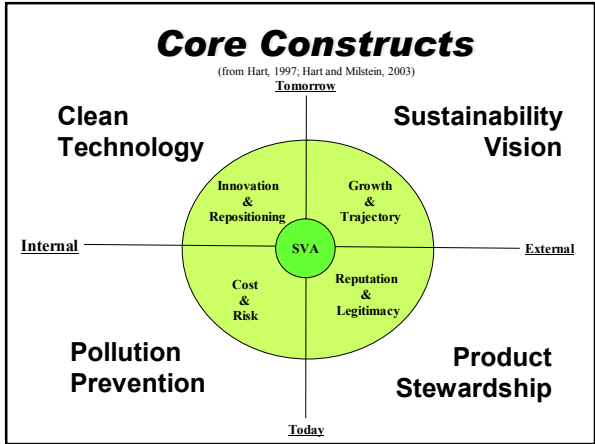 Core Constructs
(from Hart, 1997; Hart and Milstein, 2003)
Tomorrow
Clean
Technology
Sustainability
Vision
Innovation
&
Repositioning
Growth
&
Trajectory
Internal
SVA
External
Cost
&
Risk
Reputation
&
Legitimacy
Pollution
Prevention
Product
Stewardship
Today